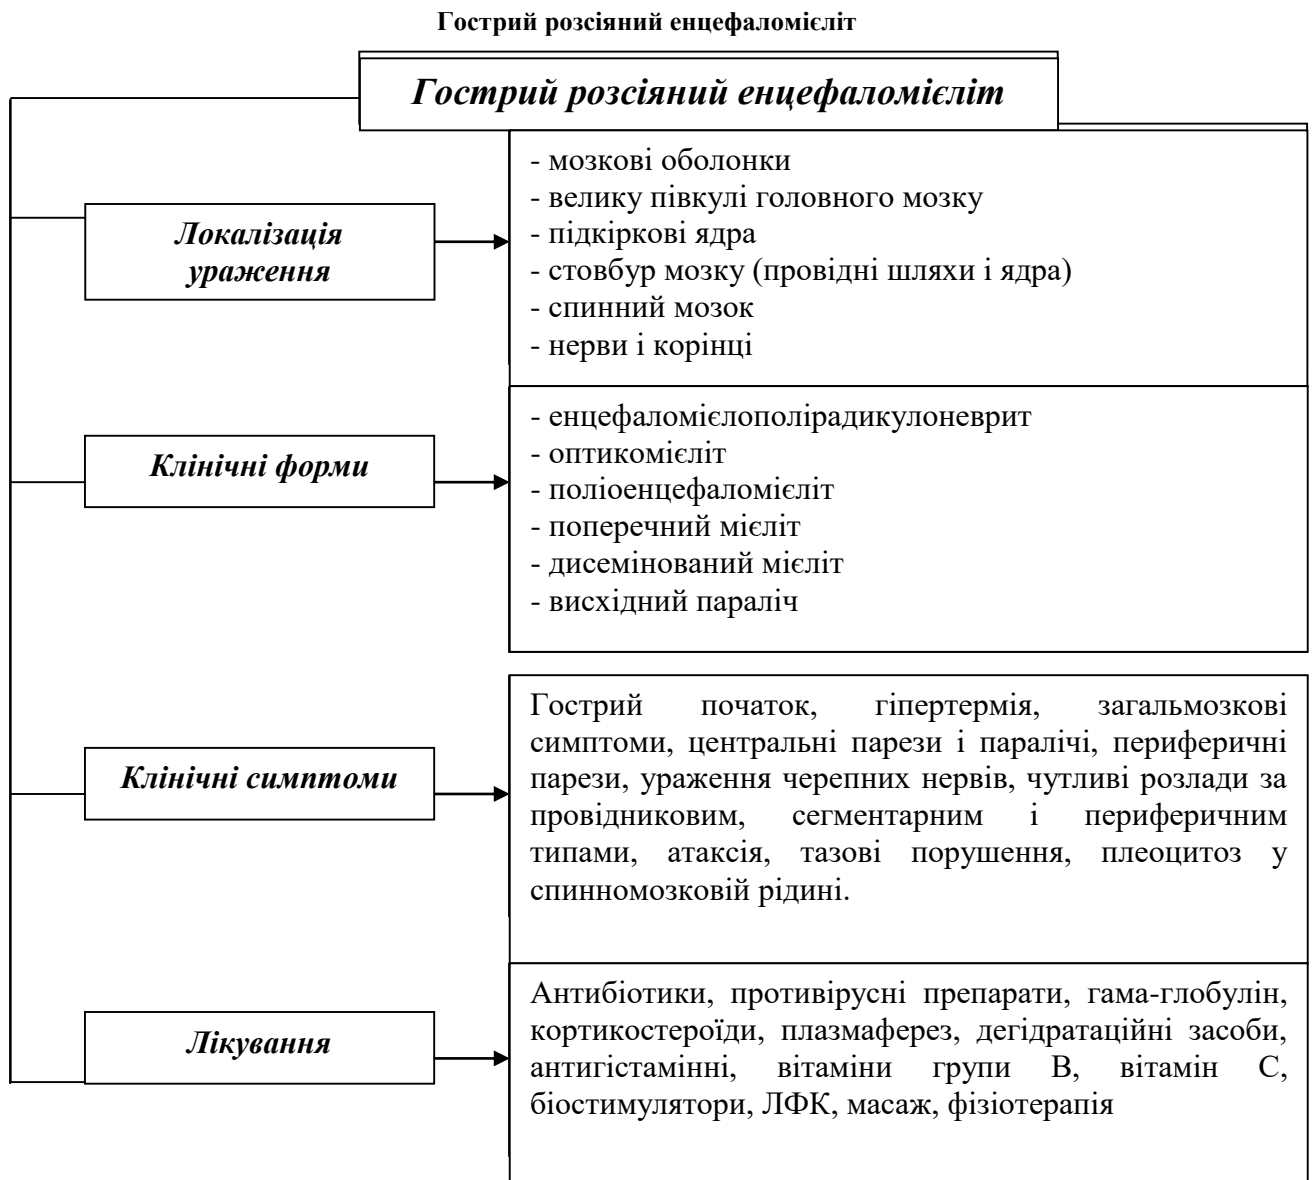 Гострий розсіяний енцефаломієліт
Гострий розсіяний енцефаломієліт
Локалізація
ураження
- мозкові оболонки
- велику півкулі головного мозку
- підкіркові ядра
- стовбур мозку (провідні шляхи і ядра)
- спинний мозок
- нерви і корінці
Клінічні форми
- енцефаломієлополірадикулоневрит
- оптикомієліт
- поліоенцефаломієліт
- поперечний мієліт
- дисемінований мієліт
- висхідний параліч
Клінічні симптоми
Гострий початок, гіпертермія, загальмозкові
симптоми, центральні парези і паралічі, периферичні
парези, ураження черепних нервів, чутливі розлади за
провідниковим, сегментарним і периферичним
типами, атаксія, тазові порушення, плеоцитоз у
спинномозковій рідині.
Лікування
Антибіотики, противірусні препарати, гама-глобулін,
кортикостероїди, плазмаферез, дегідратаційні засоби,
антигістамінні, вітаміни групи В, вітамін С,
біостимулятори, ЛФК, масаж, фізіотерапія